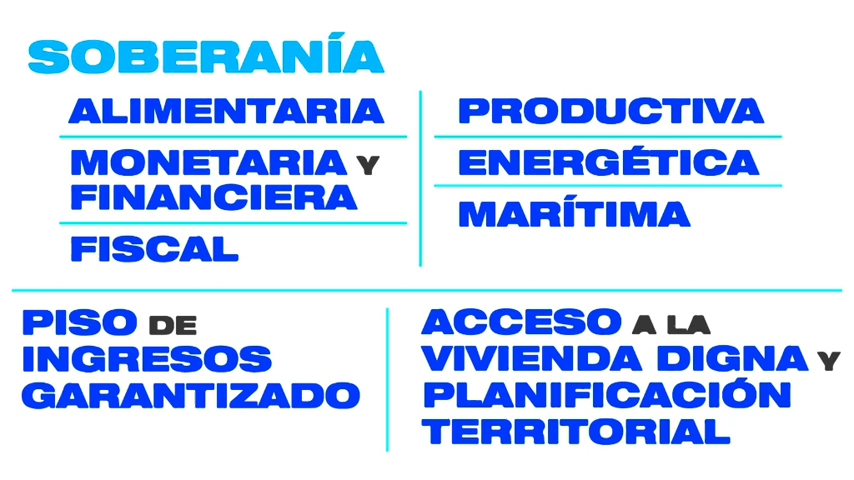 SOBERANÍA
ALIMENTARIA
MONETARIA Y
FINANCIERA
FISCAL
PRODUCTIVA
ENERGÉTICA
MARÍTIMA
PISO DE
INGRESOS
GARANTIZADO
ACCESO A LA
VIVIENDA DIGNA Y
PLANIFICACIÓN
TERRITORIAL